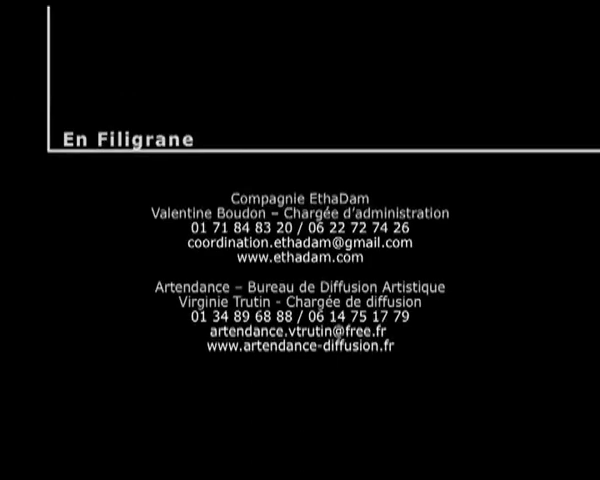 En Filigrane
Compagnie EthaDam
Valentine Boudon – Chargée d'administration
01 71 84 83 20 / 06 22 72 74 26
coordination.ethadam@gmail.com
www.ethadam.com
Artendance – Bureau de Diffusion Artistique
Virginie Trutin - Chargée de diffusion
01 34 89 68 88 / 06 14 75 17 79
artendance.vtrutin@free.fr
www.artendance-diffusion.fr